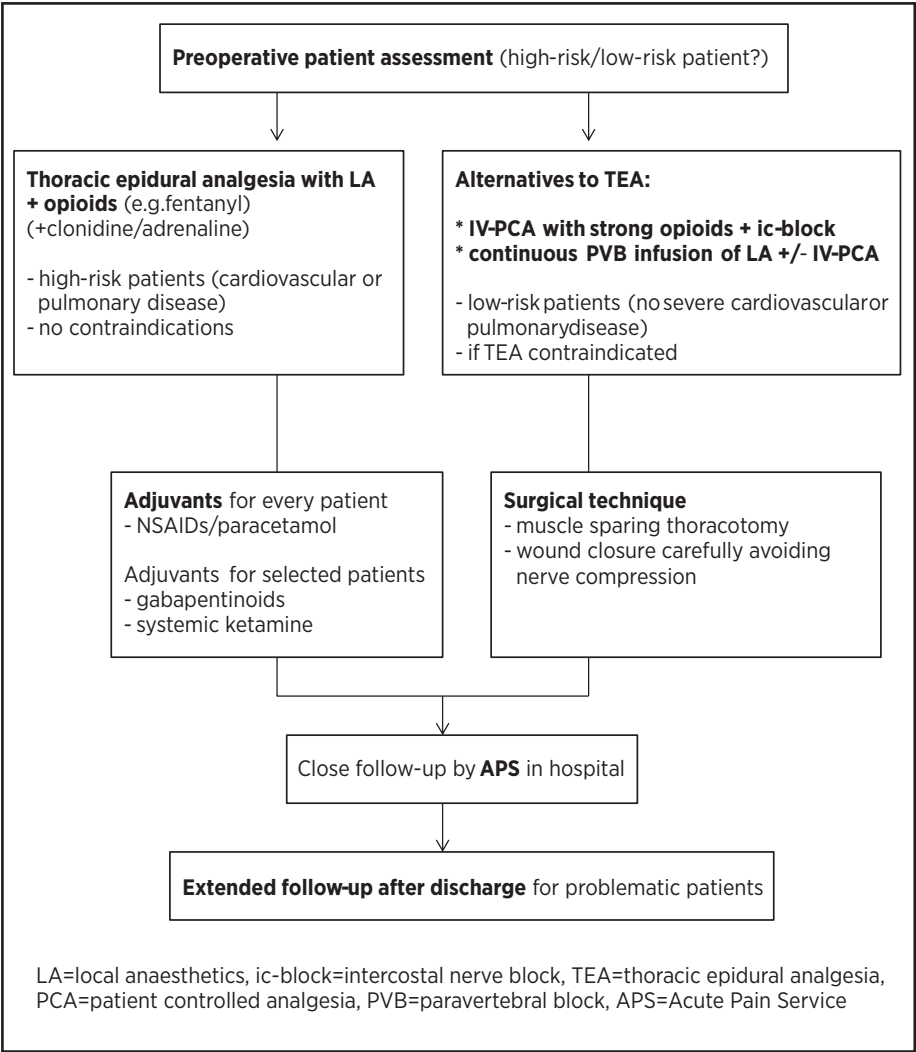 Preoperative patient assessment (high-risk/low-risk patient?)
Thoracic epidural analgesia with LA
+ opioids (e.g.fentanyl)
(+clonidine/adrenaline)
- high-risk patients (cardiovascular or
pulmonary disease)
- no contraindications
Alternatives to TEA:
* IV-PCA with strong opioids + ic-block
* continuous PVB infusion of LA +/- IV-PCA
- low-risk patients (no severe cardiovascularor
pulmonarydisease)
- if TEA contraindicated
Adjuvants for every patient
- NSAIDs/paracetamol
Adjuvants for selected patients
- gabapentinoids
- systemic ketamine
Surgical technique
- muscle sparing thoracotomy
- wound closure carefully avoiding
nerve compression
Close follow-up by APS in hospital
Extended follow-up after discharge for problematic patients
LA=local anaesthetics, ic-block=intercostal nerve block, TEA=thoracic epidural analgesia,
PCA=patient controlled analgesia, PVB=paravertebral block, APS=Acute Pain Service